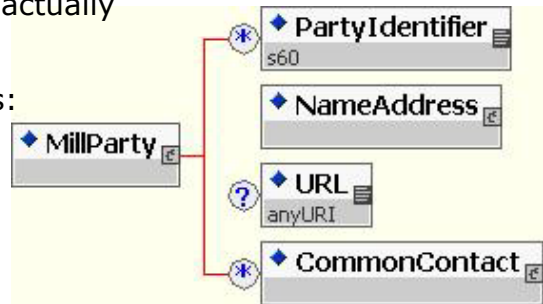 actually
PartyIdentifier
s60
s:
NameAddress
MillParty
URL
anyURI
CommonContact